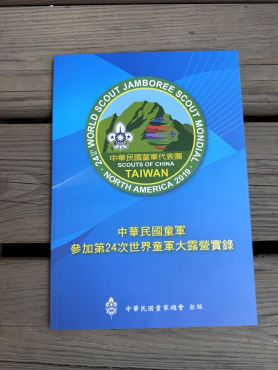 24TH WORLD SCOUT JAMBOREE SCOUT MONDIAL
中華民國童軍代表團
SCOUTS OF CHINA
TAIWAN
NORTH AMERICA 2019
中華民國童軍
參加第24次世界童軍大露營實錄
中華民國童軍總會 出版